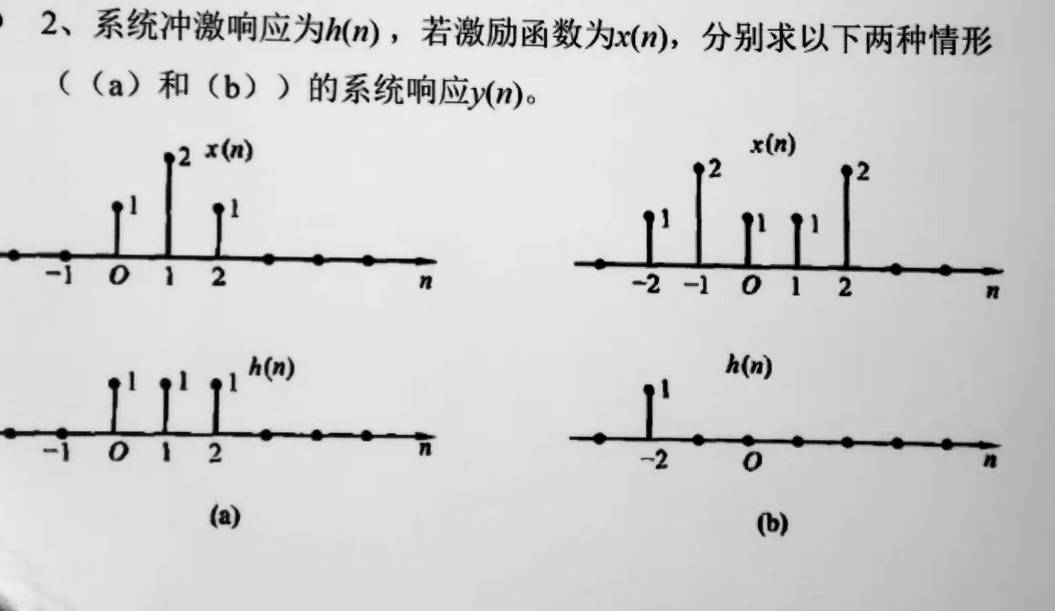 2、系统冲激响应为h(n)，若激励函数为x(n)，分别求以下两种情形
（（a）和（b））的系统响应y(n)。
2 x(n)
1 1
-1 O 1 2 n
1 1 1 h(n)
-1 O 1 2 n
(a)
x(n)
2 2
1 1 1
-2 -1 O 1 2 n
h(n)
1
-2 O n
(b)